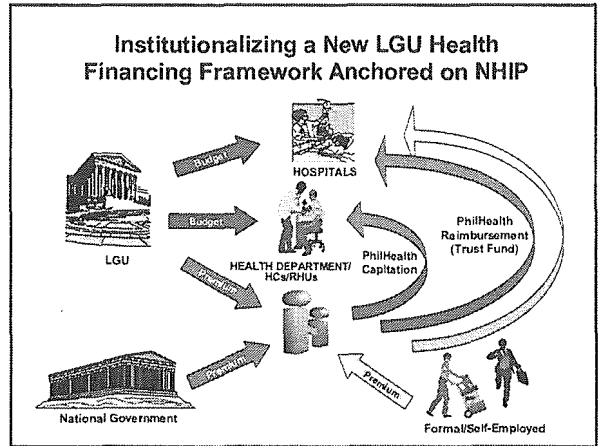 Institutionalizing a New LGU Health
Financing Framework Anchored on NHIP
Budget
HOSPITALS
LGU
Budget
HEALTH DEPARTMENT/
HCs/RHUs
PhilHealth
Capitation
PhilHealth
Reimbursement
(Trust Fund)
Premium
Premium
National Government
Premium
Formal/Self-Employed